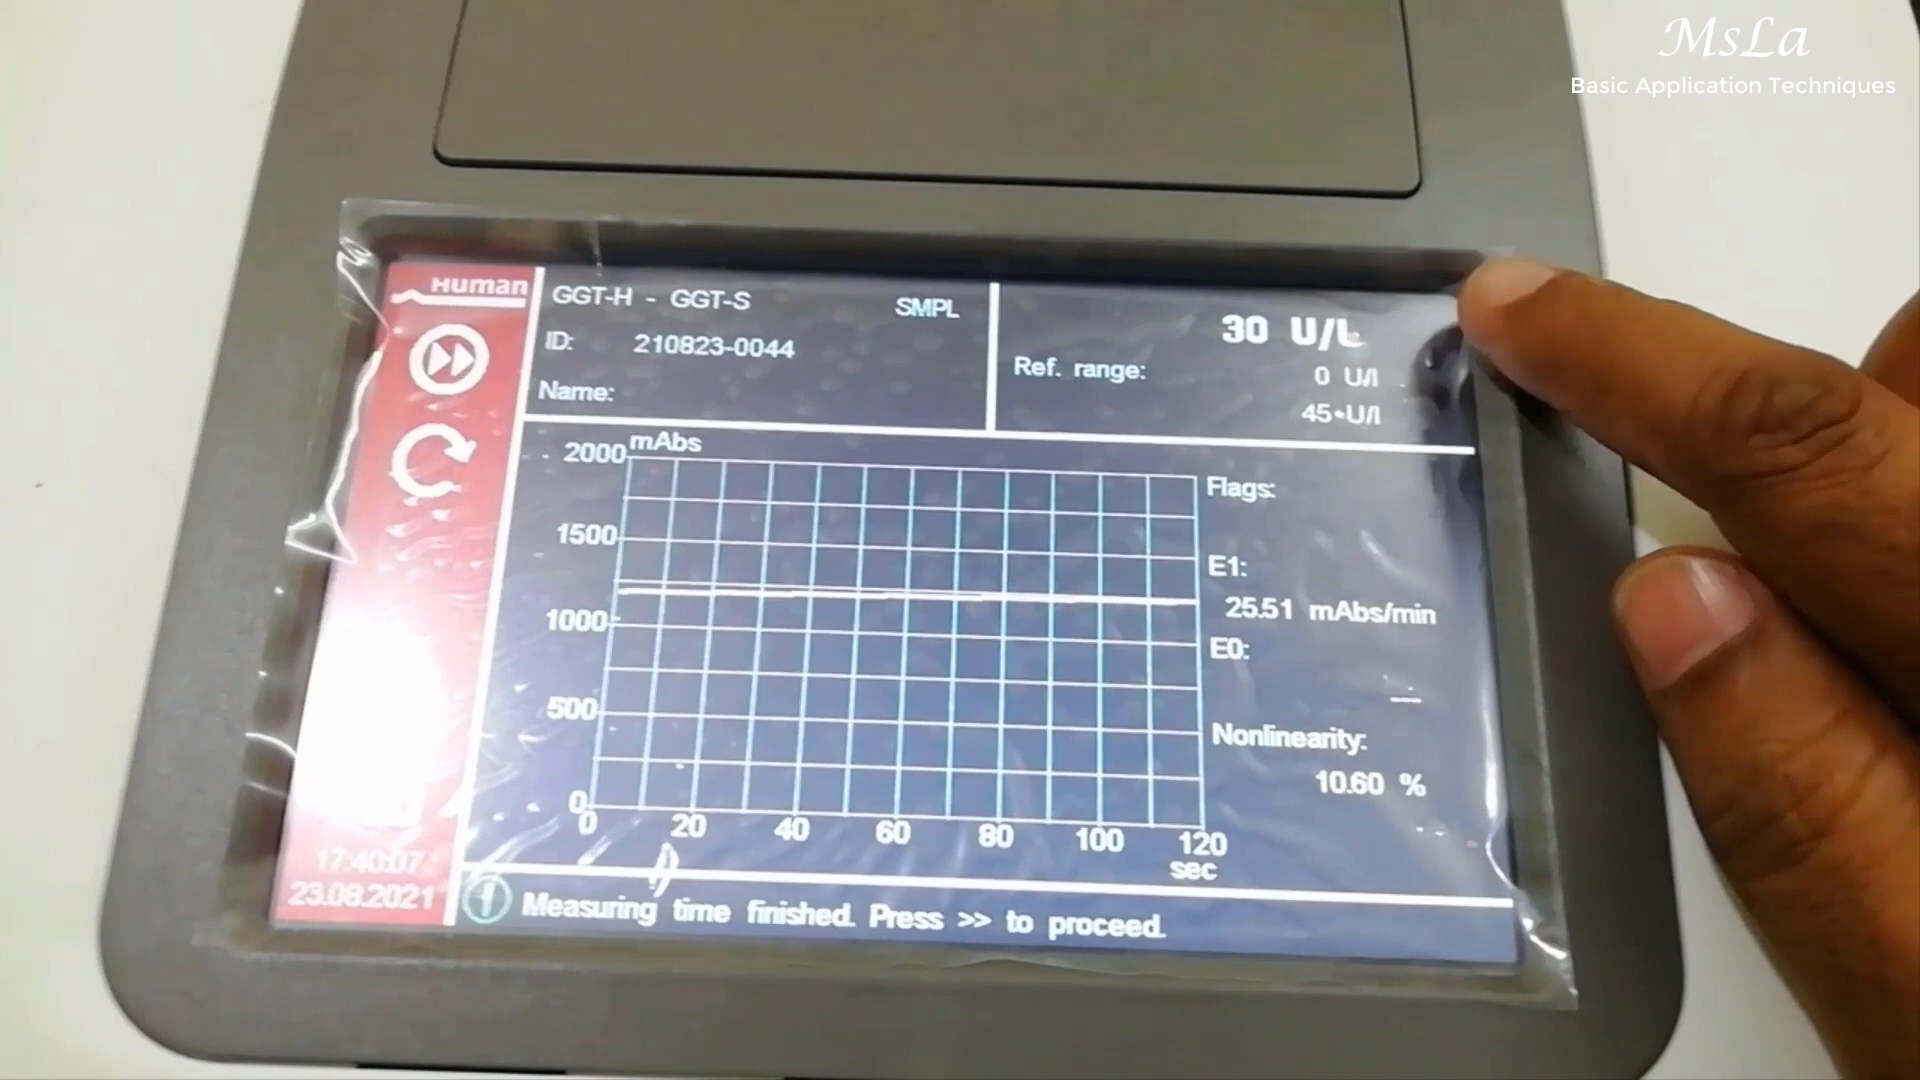 MsLa
Basic Application Techniques
Human
GGT-H - GGT-S SMPL
ID: 210823-0044
Name:
30 U/L
Ref. range: 0 U/l
45 U/l
mAbs
2000
1500
1000
500
0
0 20 40 60 80 100 120
sec
Flags:
E1:
25.51 mAbs/min
E0:
---
Nonlinearity:
10.60 %
17:40:07
23.08.2021
Measuring time finished. Press >> to proceed.